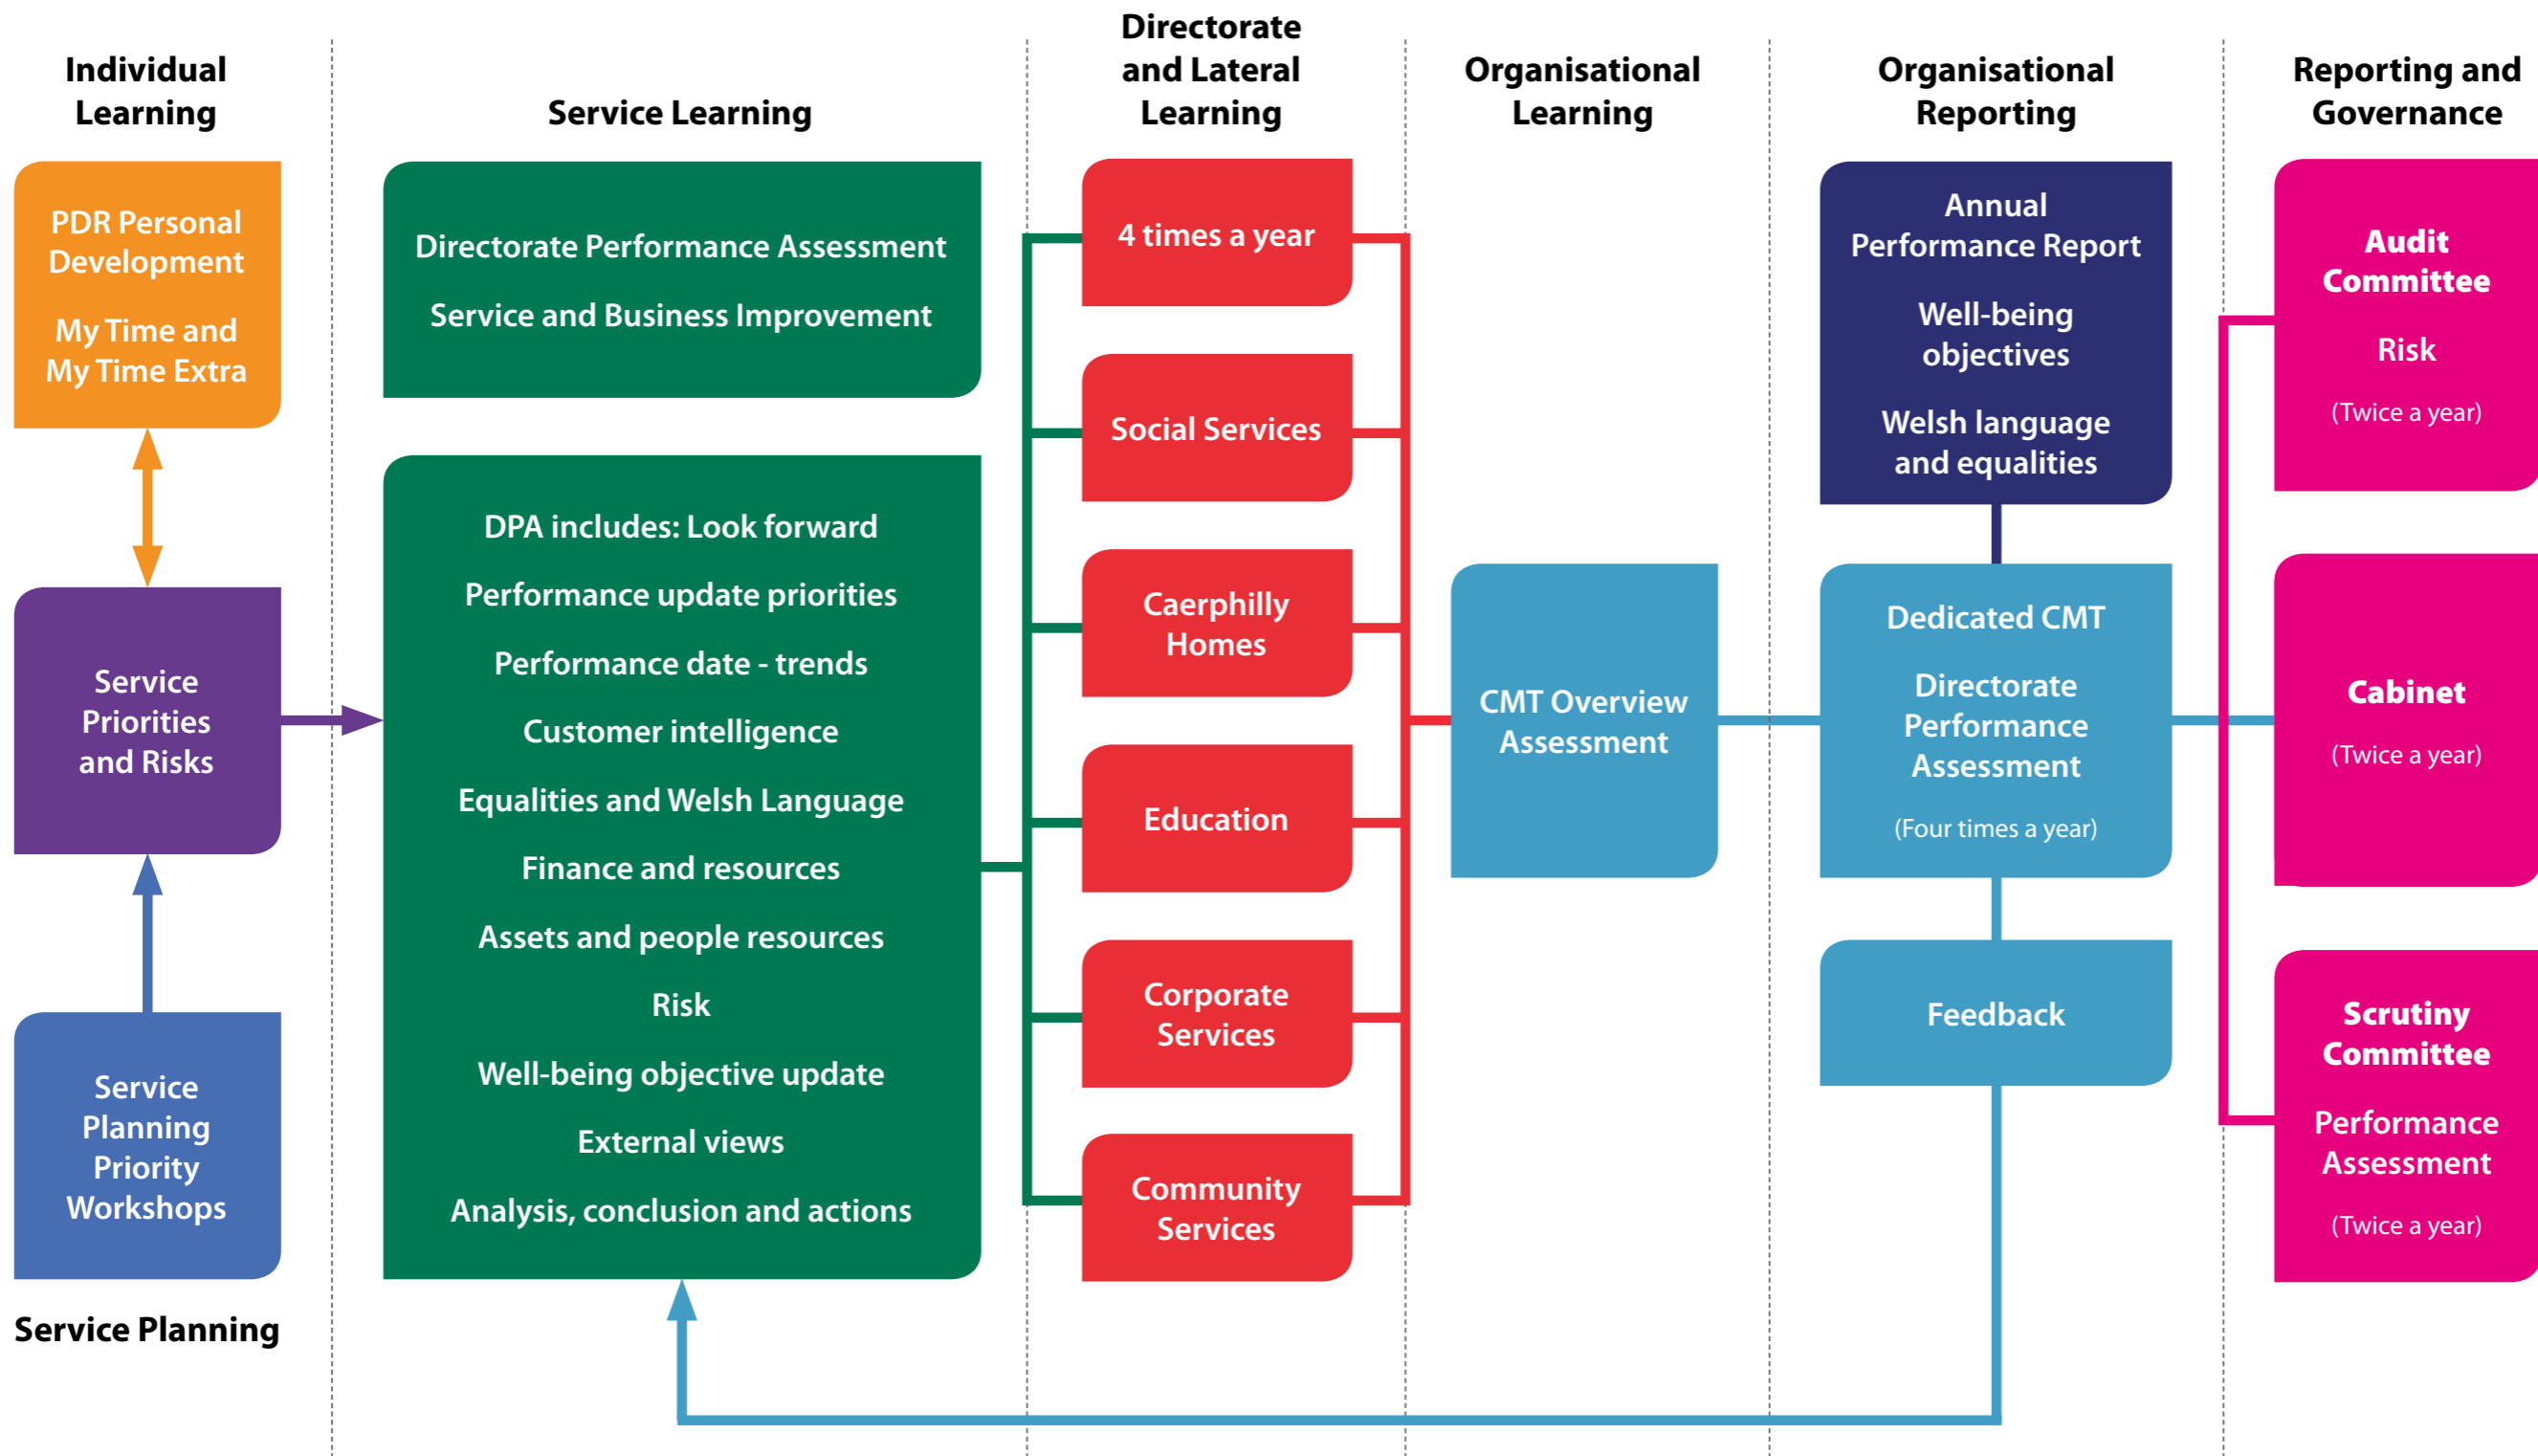 Individual
Learning
PDR Personal
Development
My Time and
My Time Extra
Service
Priorities
and Risks
Service
Planning
Priority
Workshops
Service Planning
Service Learning
Directorate Performance Assessment
Service and Business Improvement
DPA includes: Look forward
Performance update priorities
Performance date - trends
Customer intelligence
Equalities and Welsh Language
Finance and resources
Assets and people resources
Risk
Well-being objective update
External views
Analysis, conclusion and actions
Directorate
and Lateral
Learning
4 times a year
Social Services
Caerphilly
Homes
Education
Corporate
Services
Community
Services
Organisational
Learning
CMT Overview
Assessment
Organisational
Reporting
Annual
Performance Report
Well-being
objectives
Welsh language
and equalities
Dedicated CMT
Directorate
Performance
Assessment
(Four times a year)
Feedback
Reporting and
Governance
Audit
Committee
Risk
(Twice a year)
Cabinet
(Twice a year)
Scrutiny
Committee
Performance
Assessment
(Twice a year)